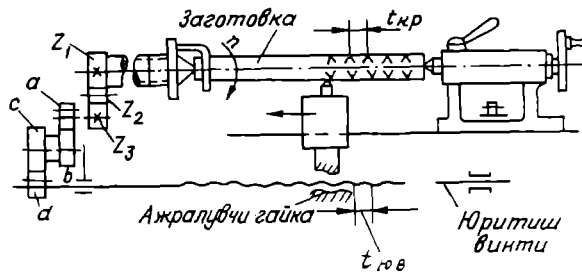 Заготовка
t кр
n
Z1
a
Z2
c
Z3
b
d
Ажралувчи гайка
Юритиш
винти
t юв